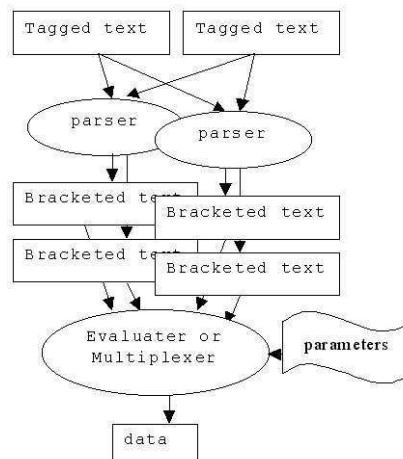 Tagged text
Tagged text
parser
parser
Bracketed text
Bracketed text
Bracketed text
Bracketed text
Evaluater or
Multiplexer
parameters
data